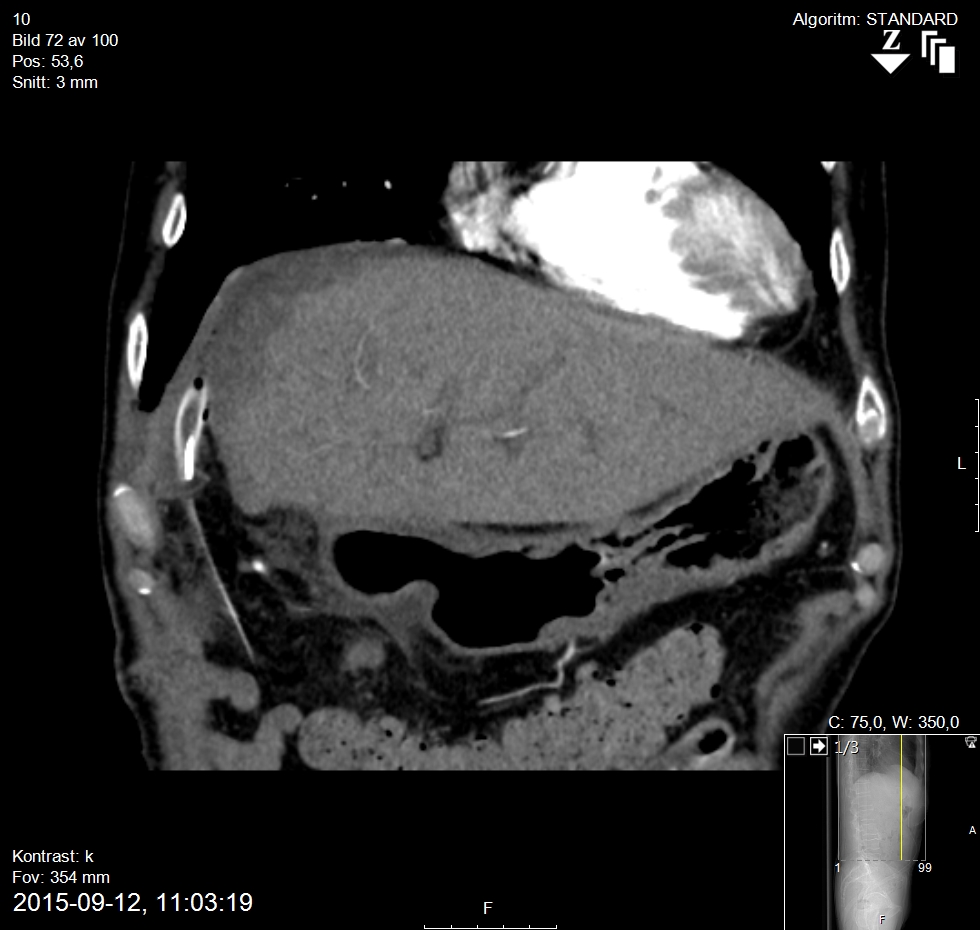 10
Bild 72 av 100
Pos: 53,6
Snitt: 3 mm
Algoritm: STANDARD
Z
L
C: 75,0, W: 350,0
1/3
A
1
99
F
Kontrast: k
Fov: 354 mm
2015-09-12, 11:03:19
F